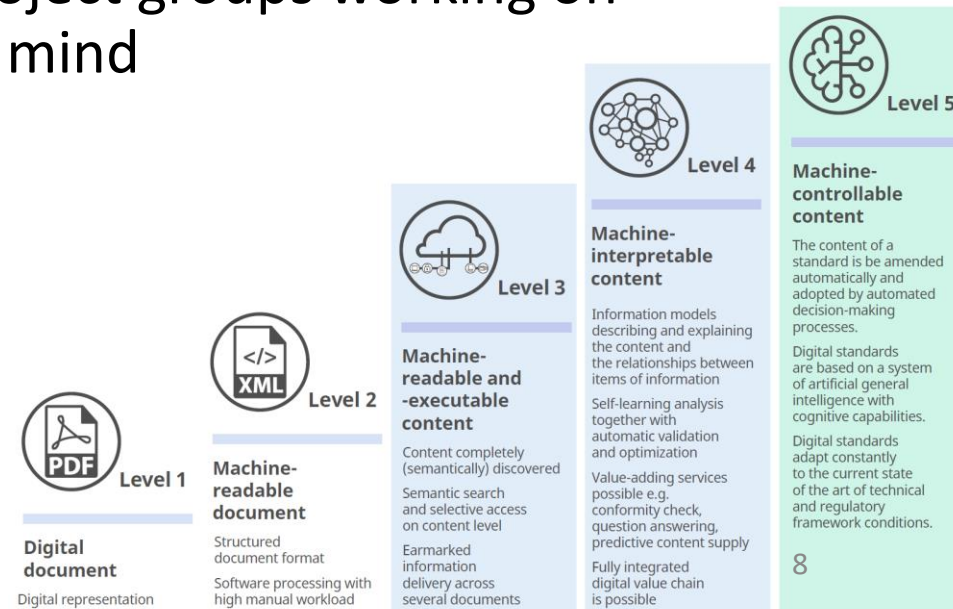 oject groups working on
mind
PDF
Level 1
Digital
document
Digital representation
</>
XML
Level 2
Machine-
readable
document
Structured
document format
Software processing with
high manual workload
Level 3
Machine-
readable and
-executable
content
Content completely
(semantically) discovered
Semantic search
and selective access
on content level
Earmarked
information
delivery across
several documents
Level 4
Machine-
interpretable
content
Information models
describing and explaining
the content and
the relationships between
items of information
Self-learning analysis
together with
automatic validation
and optimization
Value-adding services
possible e.g.
conformity check,
question answering,
predictive content supply
Fully integrated
digital value chain
is possible
Level 5
Machine-
controllable
content
The content of a
standard is be amended
automatically and
adopted by automated
decision-making
processes.
Digital standards
are based on a system
of artificial general
intelligence with
cognitive capabilities.
Digital standards
adapt constantly
to the current state
of the art of technical
and regulatory
framework conditions.
8